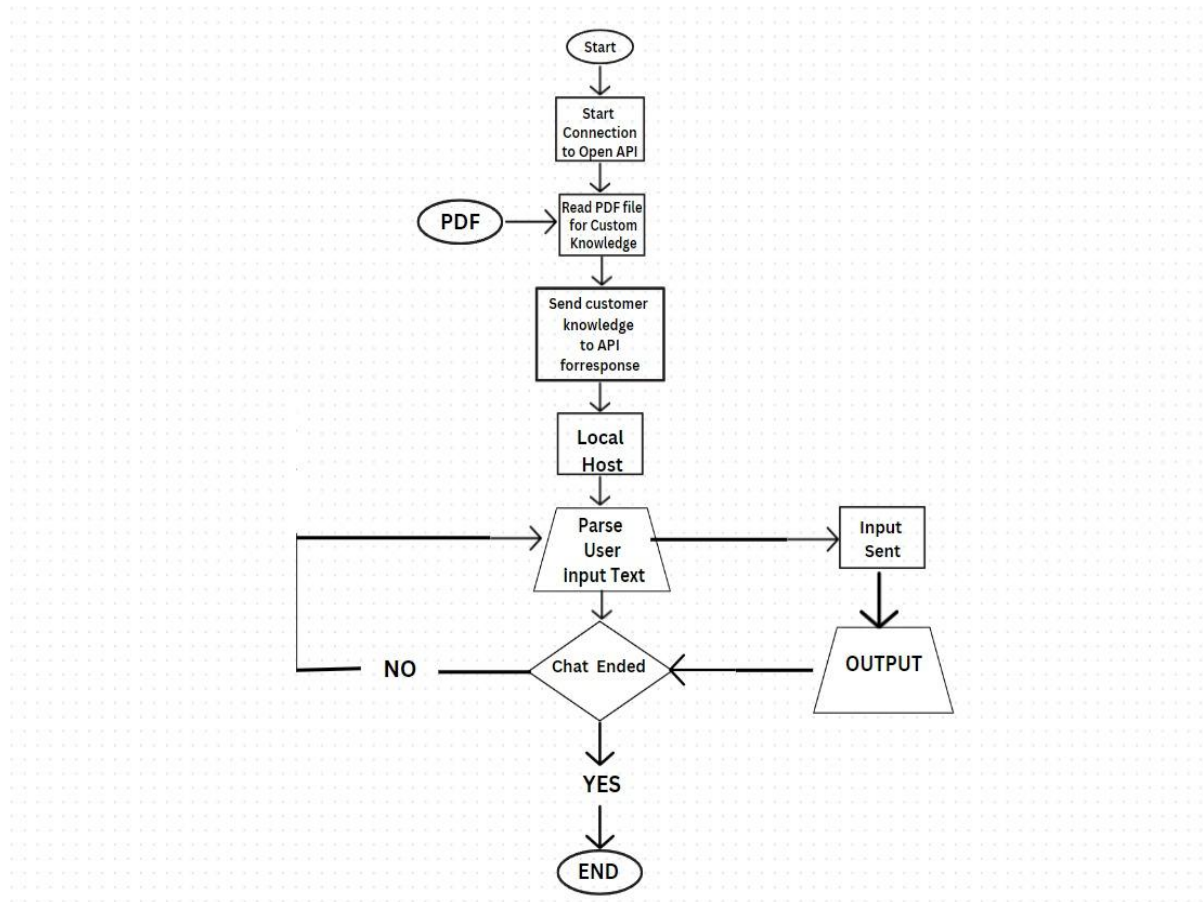 Start
Start
Connection
to Open API
PDF
Read PDF file
for Custom
Knowledge
Send customer
knowledge
to API
forresponse
Local
Host
Parse
User
Input Text
Input
Sent
OUTPUT
Chat Ended
NO
YES
END